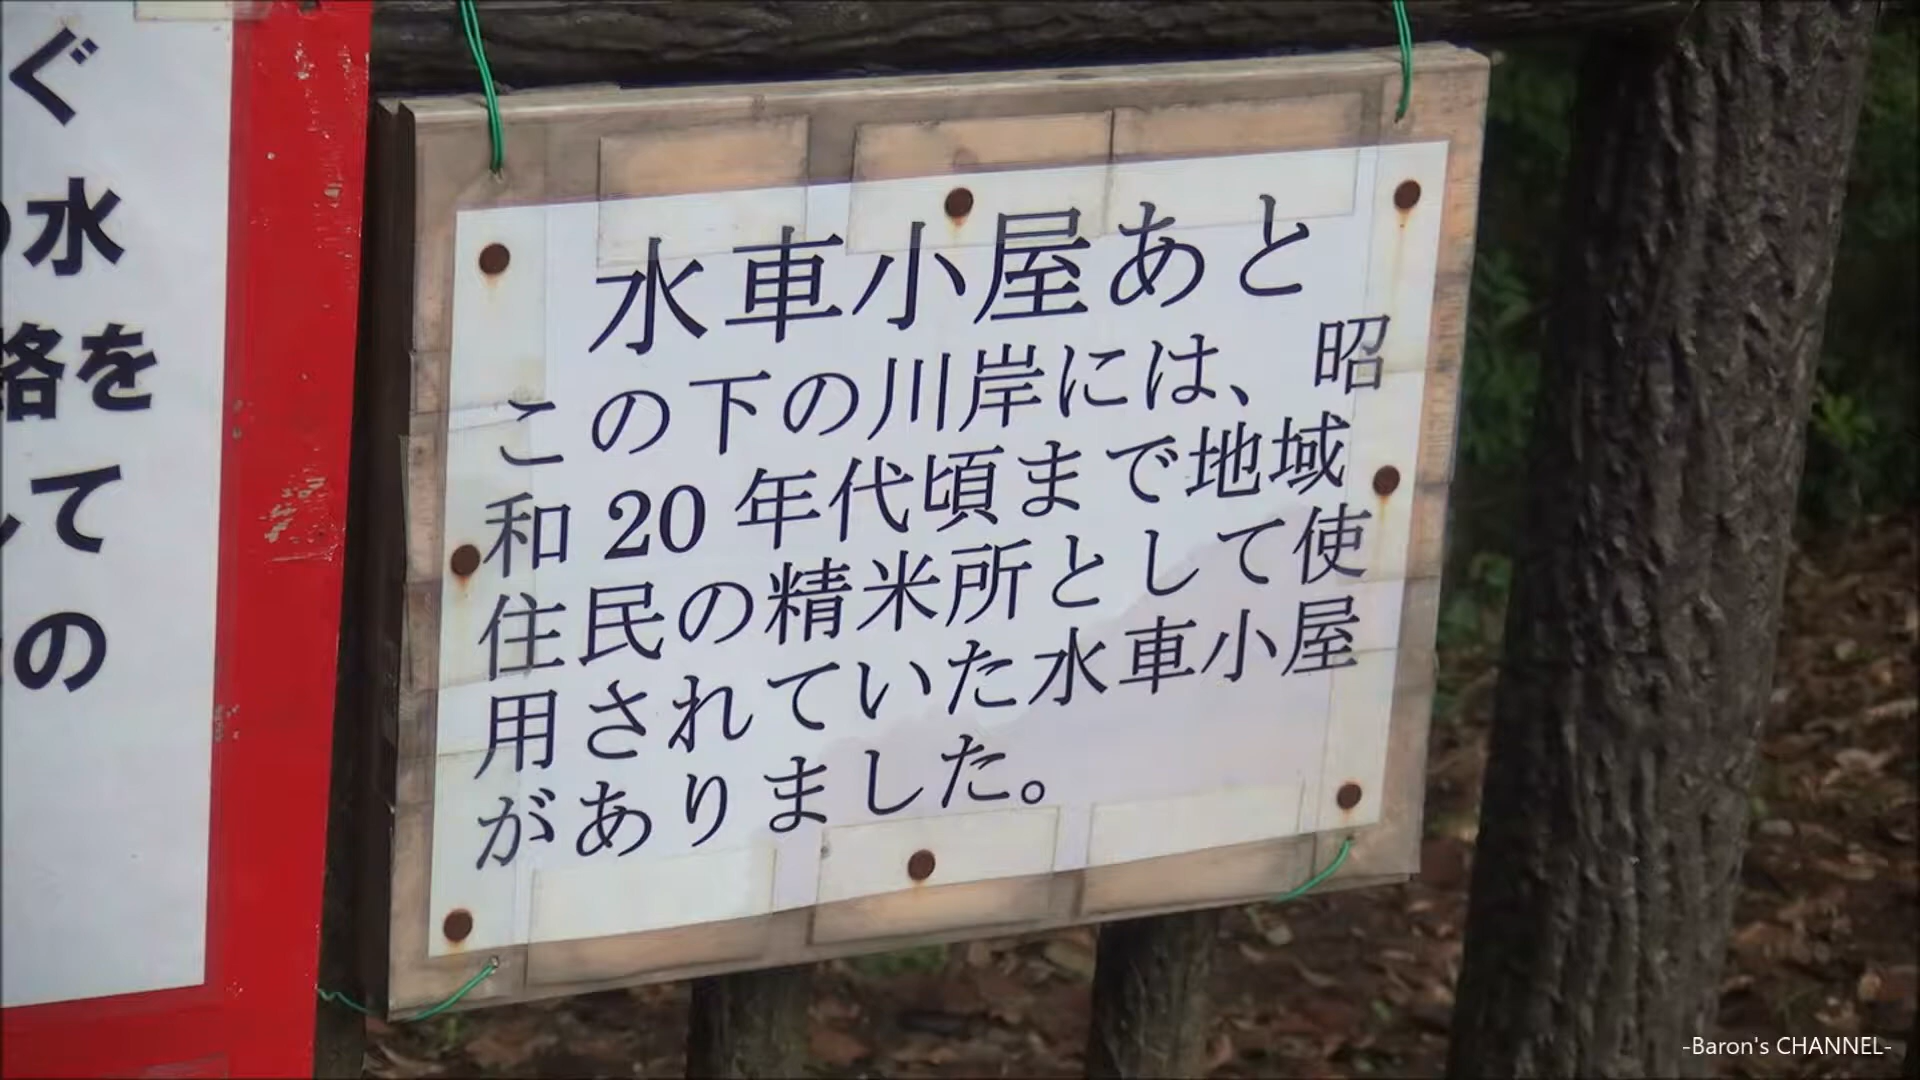 水車小屋あと
この下の川岸には、昭
和 20 年代頃まで地域
住民の精米所として使
用されていた水車小屋
がありました。
ぐ
水
路を
て
の
-Baron's CHANNEL-